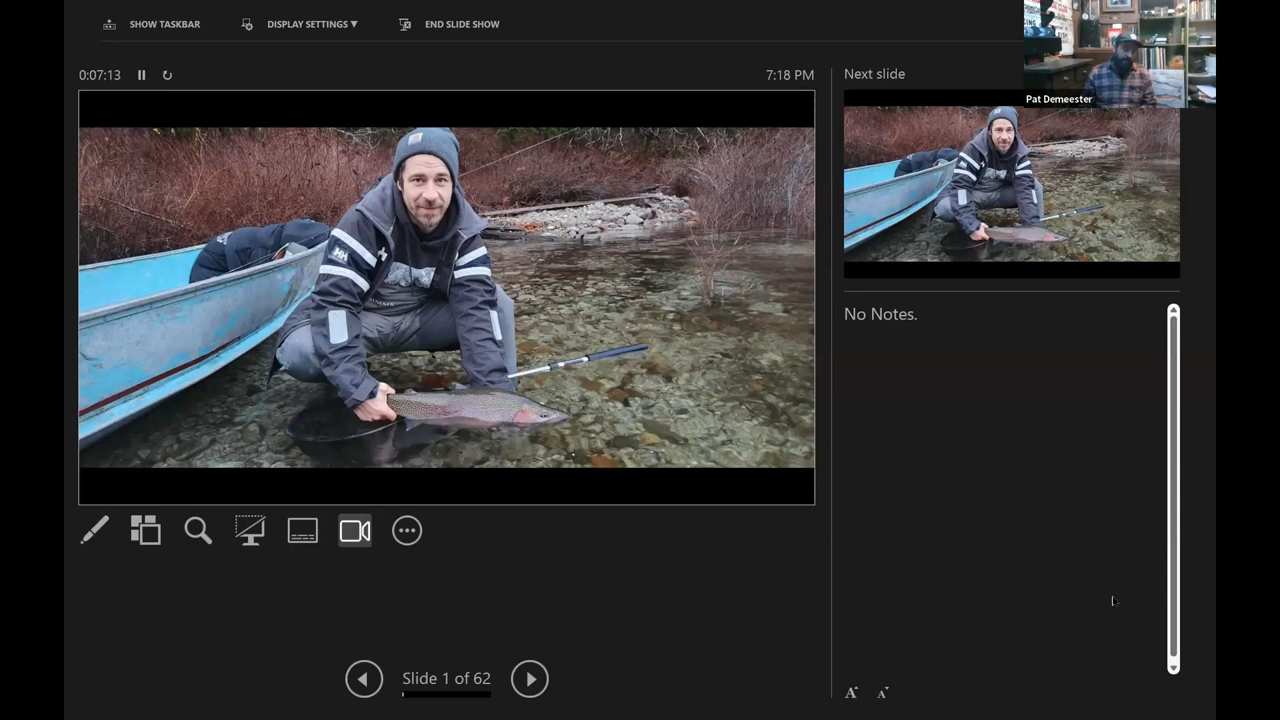 SHOW TASKBAR
DISPLAY SETTINGS ▼
END SLIDE SHOW
0:07:13
7:18 PM
Next slide
Pat Demeester
HH
No Notes.
Slide 1 of 62
A
A